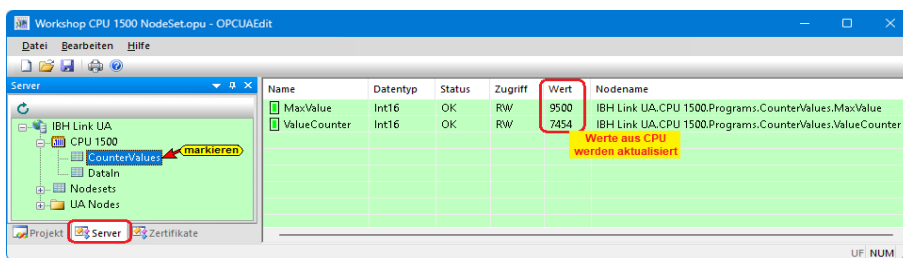 Workshop CPU 1500 NodeSet.opu - OPCUAEdit
Datei Bearbeiten Hilfe
Server
IBH Link UA
CPU 1500
CounterValues
markieren
DataIn
Nodesets
UA Nodes
Projekt Server Zertifikate
Name Datentyp Status Zugriff Wert Nodename
MaxValue Int16 OK RW 9500 IBH Link UA.CPU 1500.Programs.CounterValues.MaxValue
ValueCounter Int16 OK RW 7454 IBH Link UA.CPU 1500.Programs.CounterValues.ValueCounter
Werte aus CPU
werden aktualisiert
UF NUM